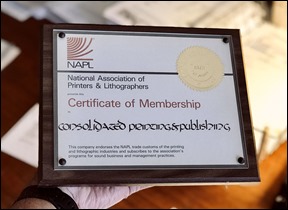 NAPL
National Association of
Printers & Lithographers
Certificate of Membership
consolidated printing & publishing
This company endorses the NAPL trade customs of the printing
and lithographic industries and subscribes to the association's
programs for sound business and management practices.